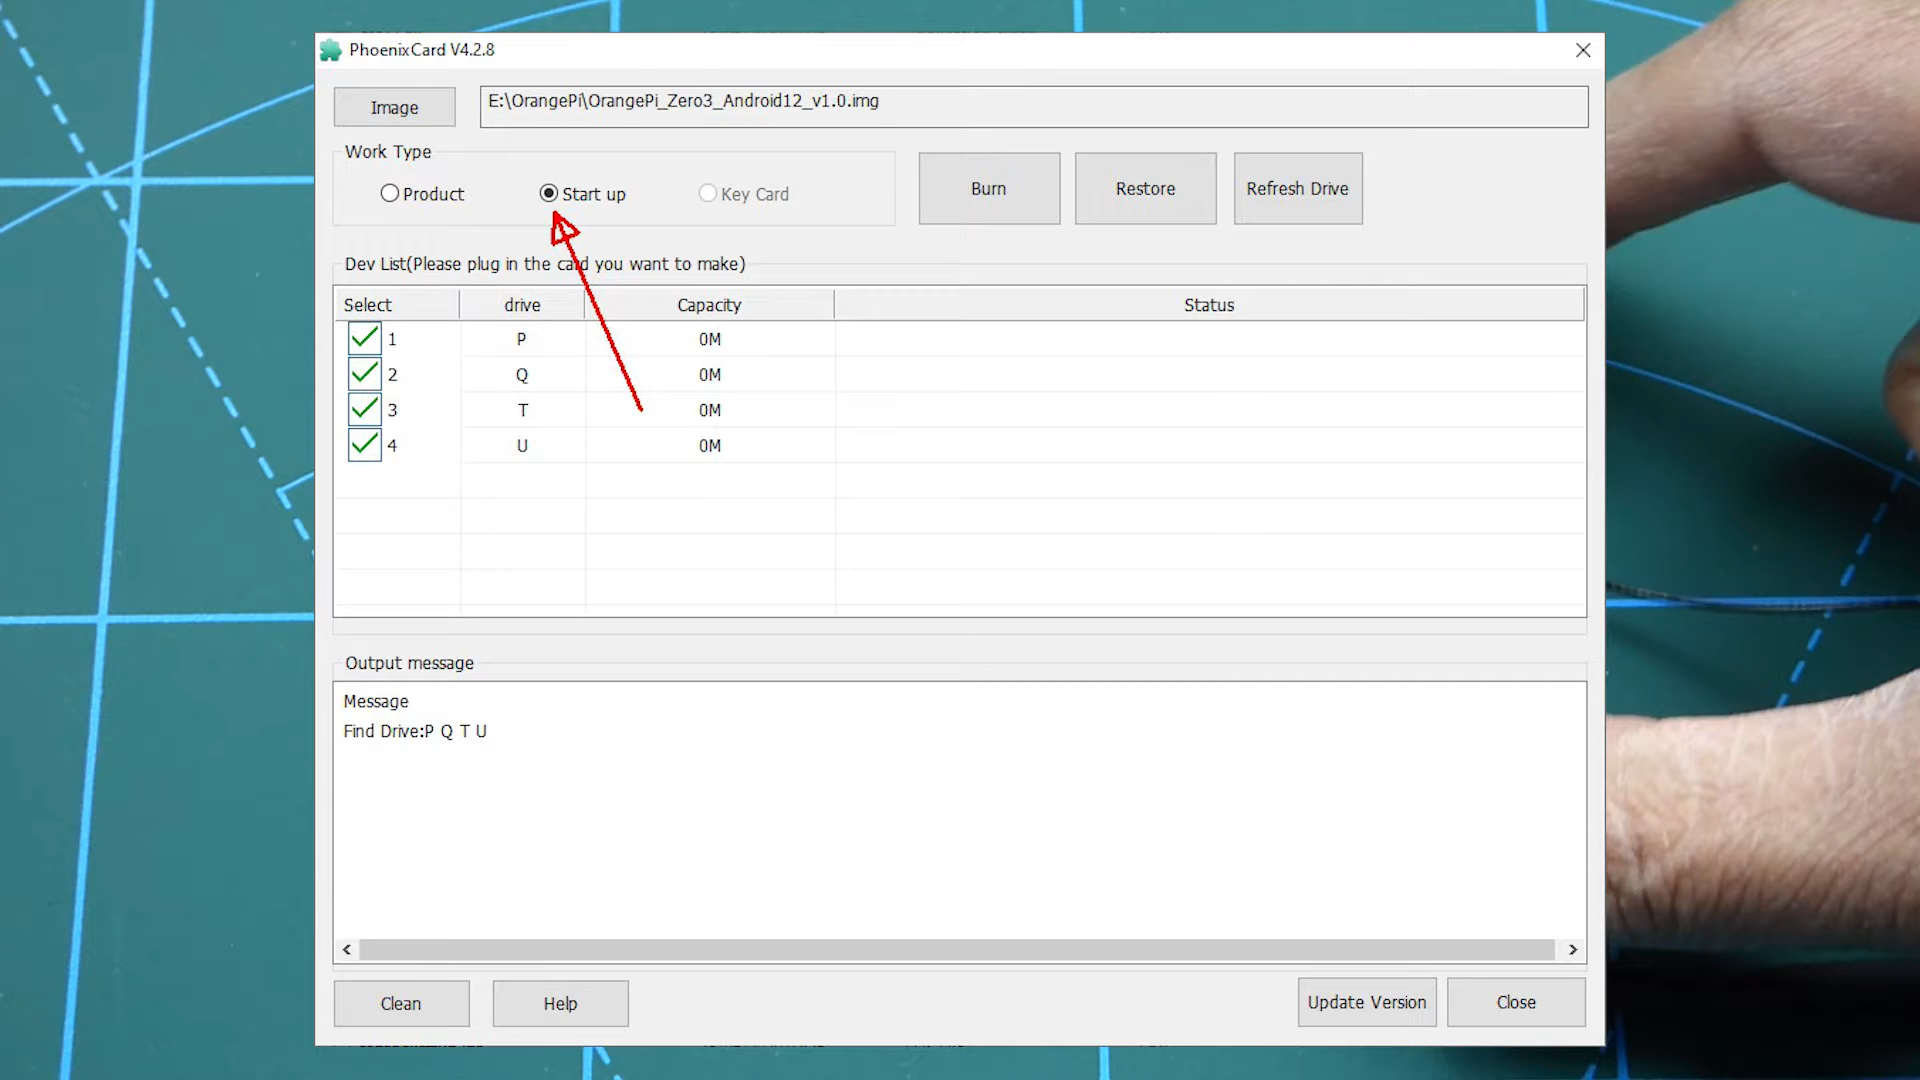 PhoenixCard V4.2.8
Image
E:\OrangePi\OrangePi_Zero3_Android12_v1.0.img
Work Type
Product Start up Key Card
Burn Restore Refresh Drive
Dev List(Please plug in the card you want to make)
Select drive Capacity Status
1 P 0M
2 Q 0M
3 T 0M
4 U 0M
Output message
Message
Find Drive:P Q T U
Clean Help Update Version Close